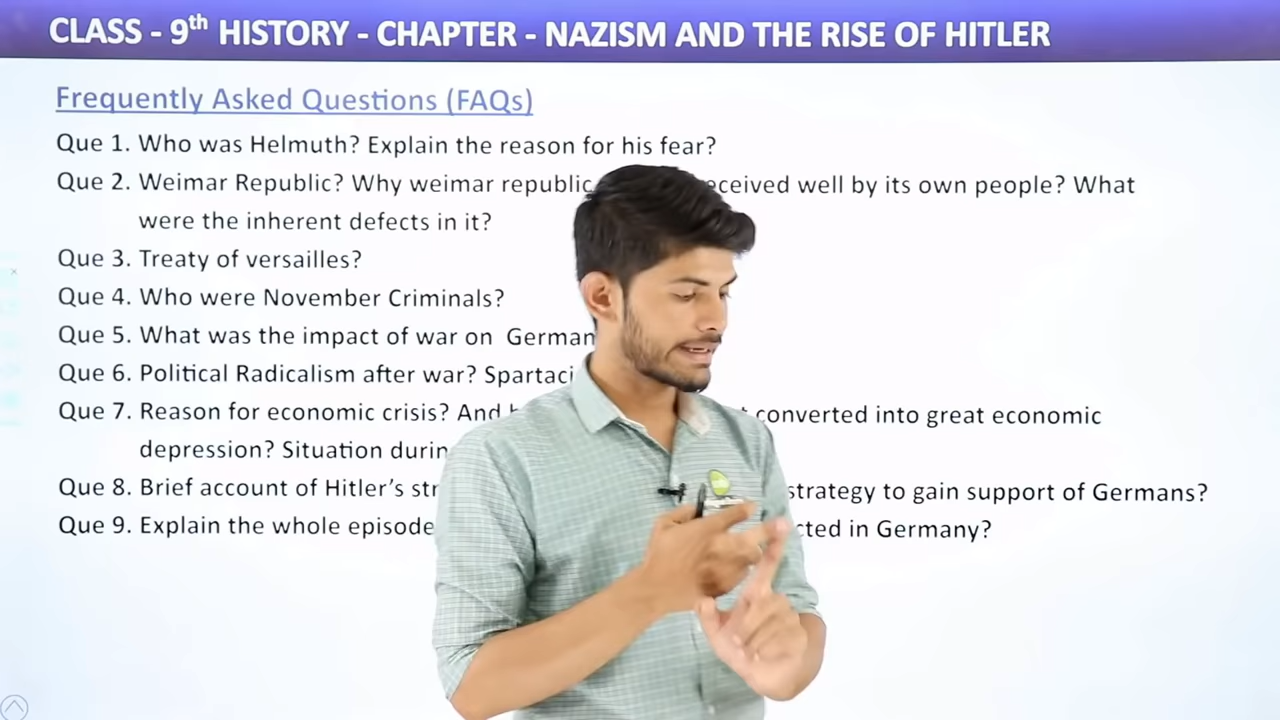 CLASS - 9th HISTORY - CHAPTER - NAZISM AND THE RISE OF HITLER
Frequently Asked Questions (FAQs)
Que 1. Who was Helmuth? Explain the reason for his fear?
Que 2. Weimar Republic? Why weimar republic eceived well by its own people? What
were the inherent defects in it?
Que 3. Treaty of versailles?
Que 4. Who were November Criminals?
Que 5. What was the impact of war on German
Que 6. Political Radicalism after war? Spartaci
Que 7. Reason for economic crisis? And converted into great economic
depression? Situation durin
Que 8. Brief account of Hitler's str strategy to gain support of Germans?
Que 9. Explain the whole episode cted in Germany?